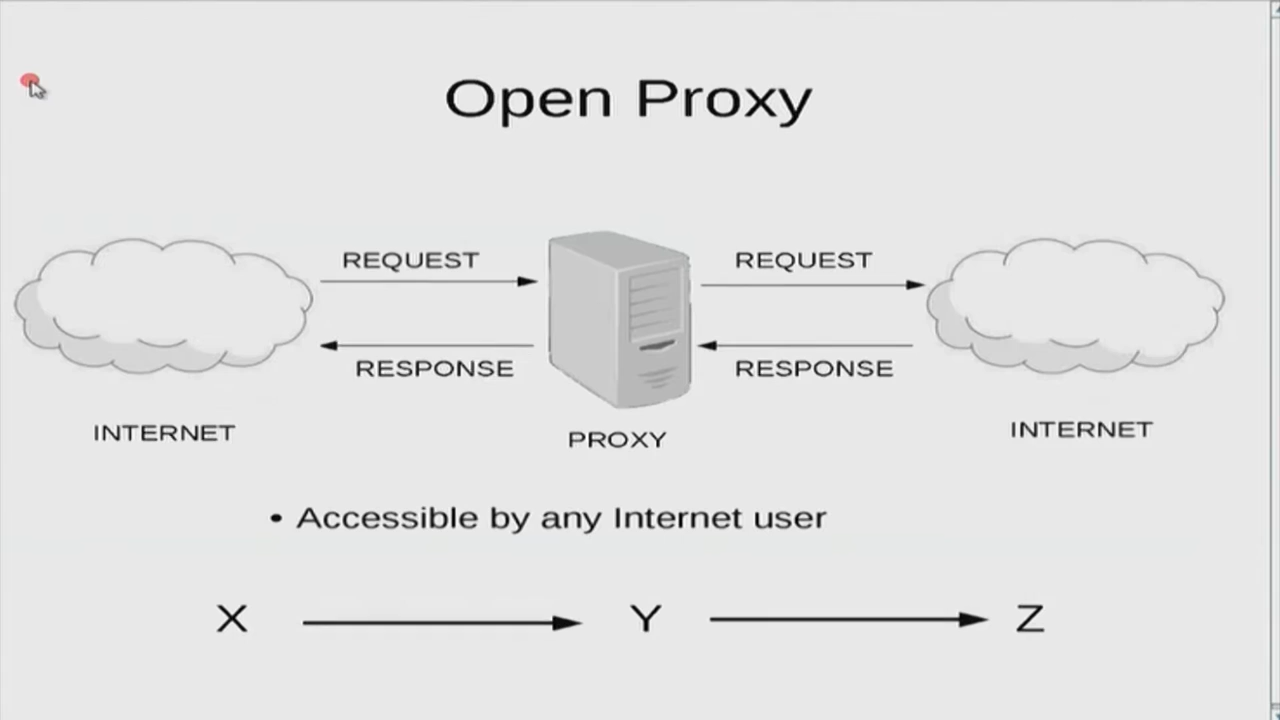 Open Proxy
REQUEST
REQUEST
RESPONSE
RESPONSE
INTERNET
PROXY
INTERNET
• Accessible by any Internet user
X Y Z